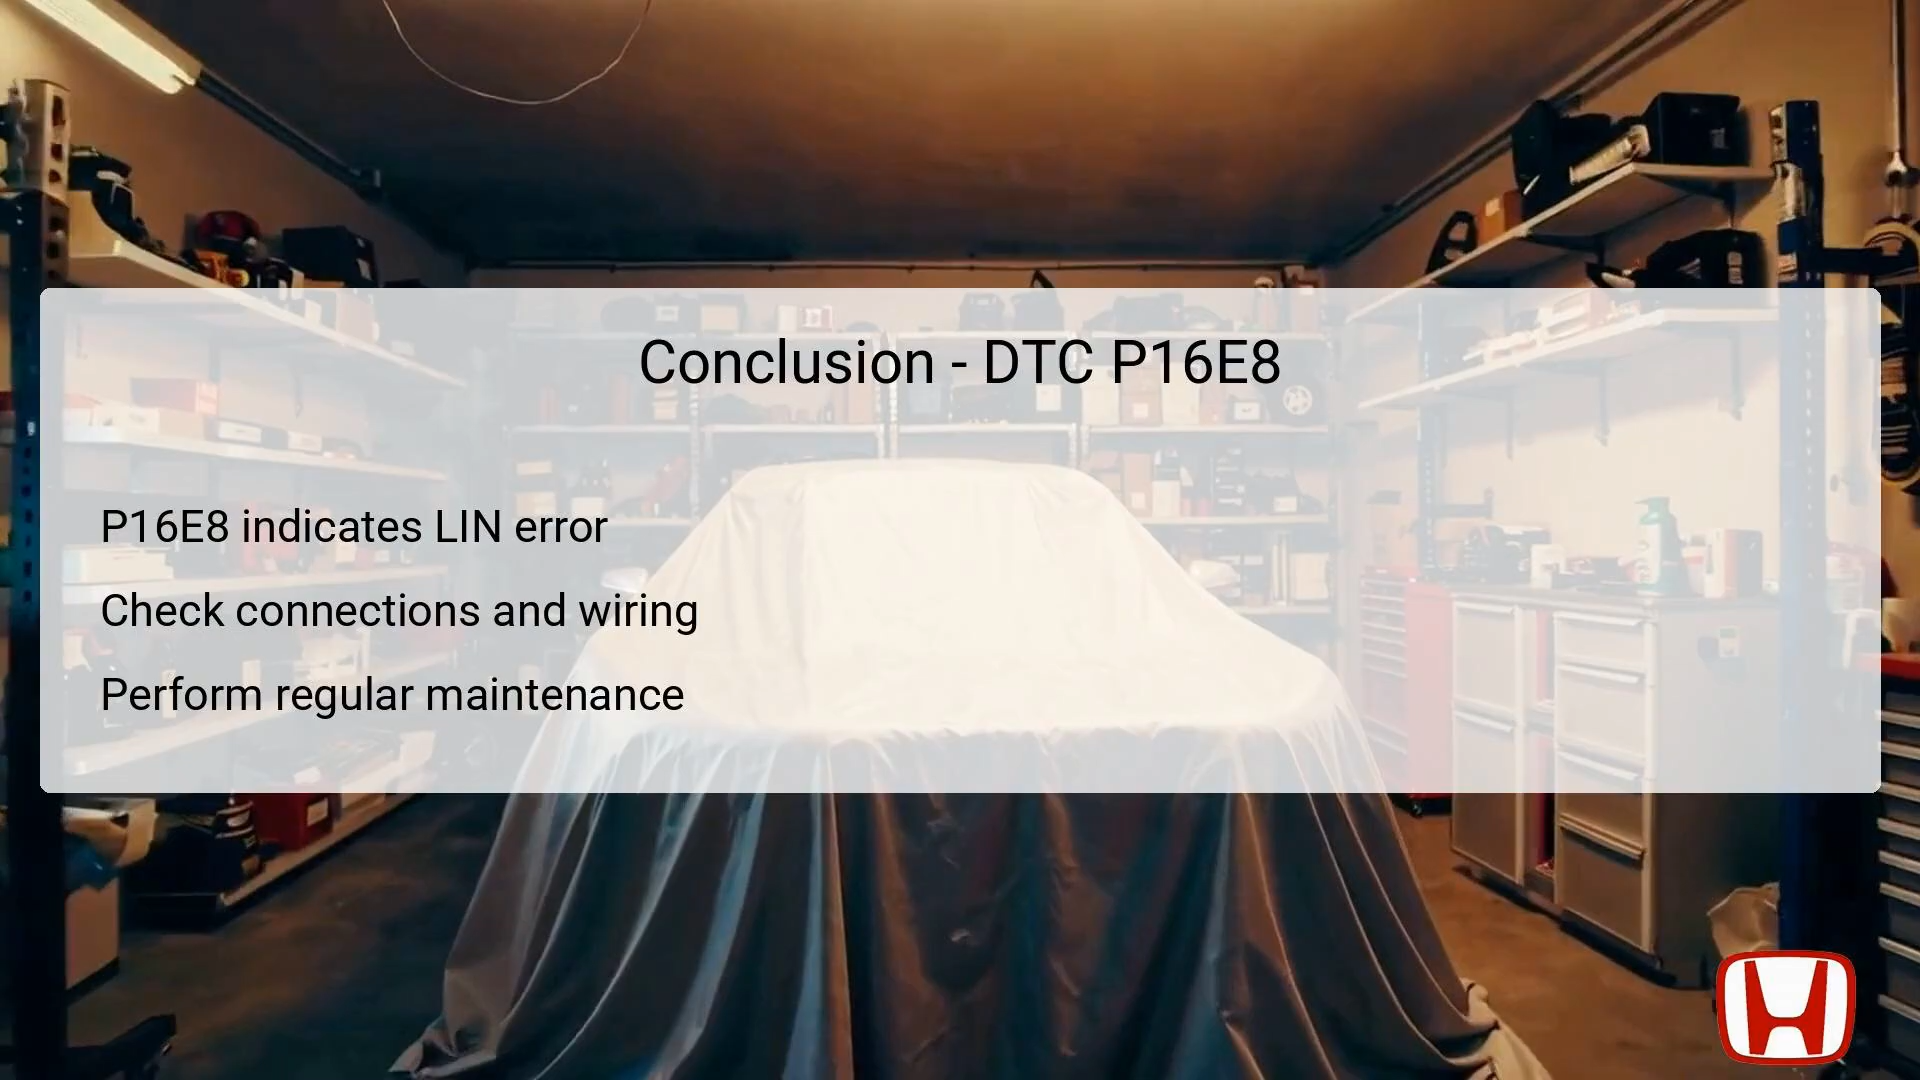 Conclusion - DTC P16E8
P16E8 indicates LIN error
Check connections and wiring
Perform regular maintenance